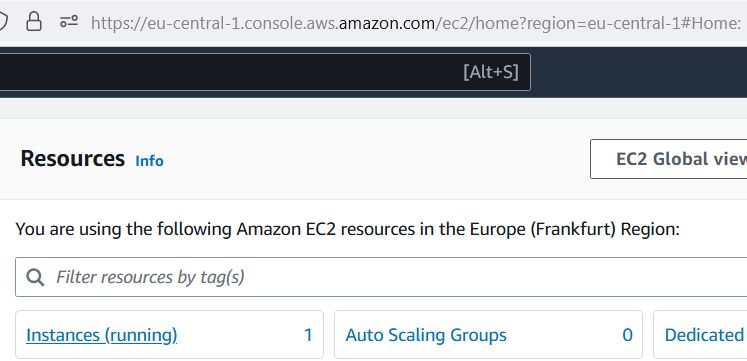 https://eu-central-1.console.aws.amazon.com/ec2/home?region=eu-central-1#Home:
[Alt+S]
Resources Info
EC2 Global view
You are using the following Amazon EC2 resources in the Europe (Frankfurt) Region:
Filter resources by tag(s)
Instances (running) 1 Auto Scaling Groups 0 Dedicated